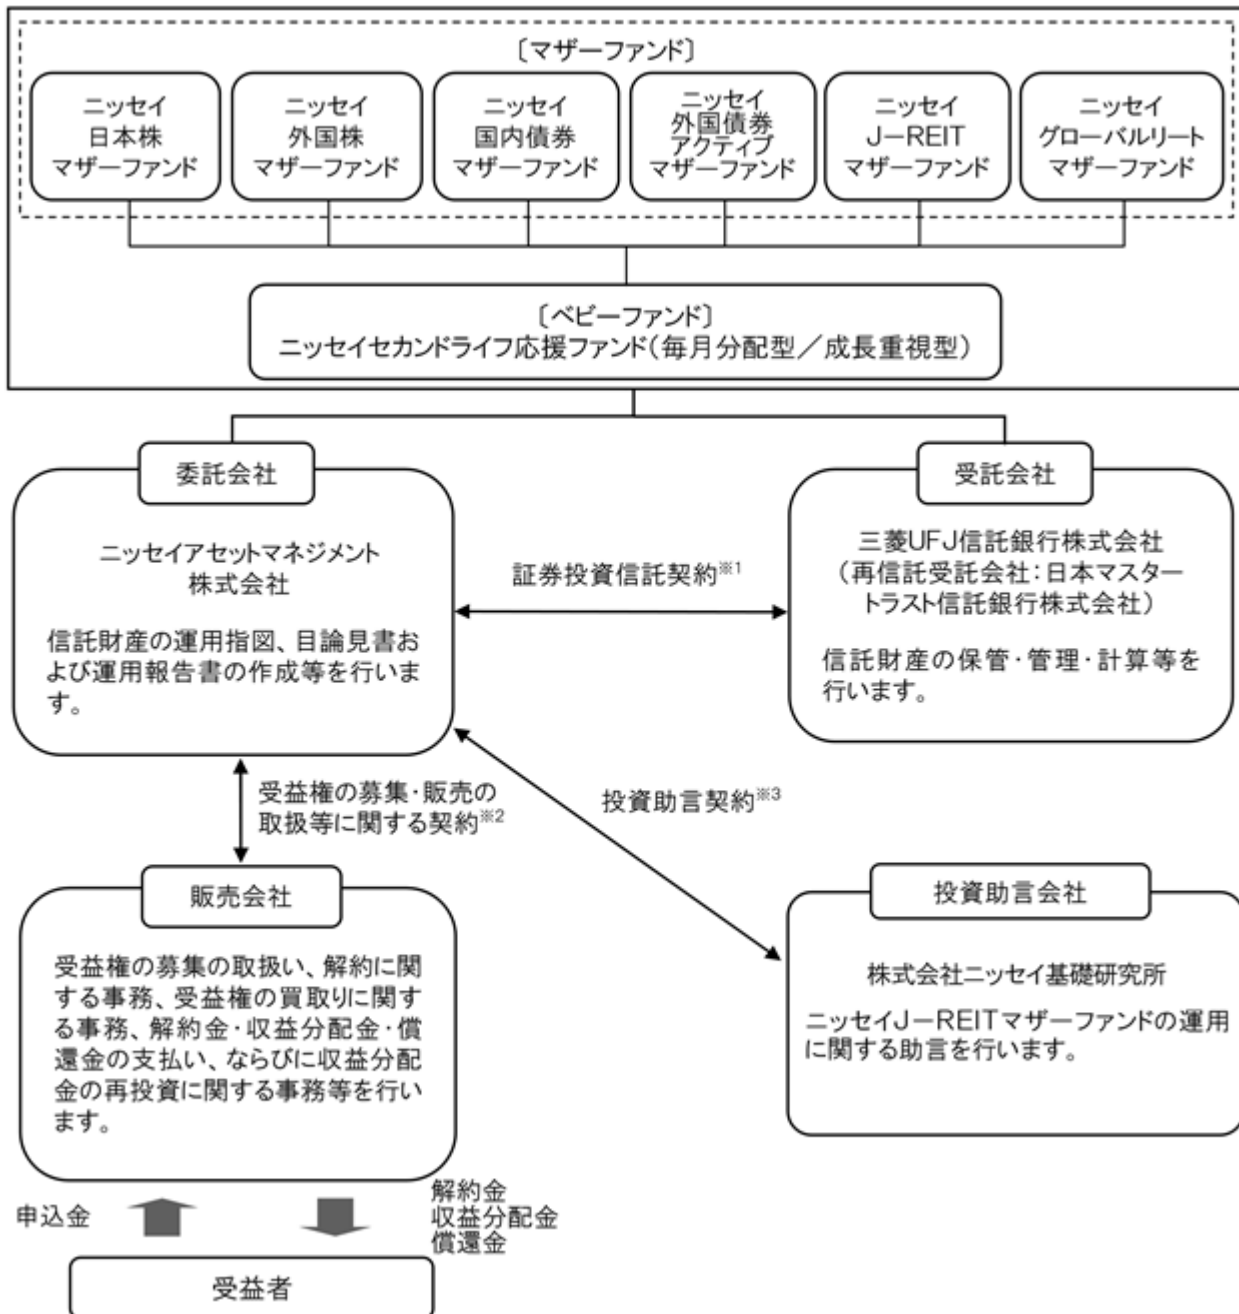 〔マザーファンド〕
ニッセイ
日本株
マザーファンド
ニッセイ
外国株
マザーファンド
ニッセイ
国内債券
マザーファンド
ニッセイ
外国債券
アクティブ
マザーファンド
ニッセイ
J－REIT
マザーファンド
ニッセイ
グローバルリート
マザーファンド
〔ベビーファンド〕
ニッセイセカンドライフ応援ファンド（毎月分配型／成長重視型）
委託会社
ニッセイアセットマネジメント
株式会社
信託財産の運用指図、目論見書お
よび運用報告書の作成等を行いま
す。
証券投資信託契約※1
受託会社
三菱UFJ信託銀行株式会社
（再信託受託会社：日本マスター
トラスト信託銀行株式会社）
信託財産の保管・管理・計算等を
行います。
受益権の募集・販売の
取扱等に関する契約※2
投資助言契約※3
販売会社
受益権の募集の取扱い、解約に関
する事務、受益権の買取りに関す
る事務、解約金・収益分配金・償
還金の支払い、ならびに収益分配
金の再投資に関する事務等を行い
ます。
投資助言会社
株式会社ニッセイ基礎研究所
ニッセイJ－REITマザーファンドの運用
に関する助言を行います。
申込金
解約金
収益分配金
償還金
受益者